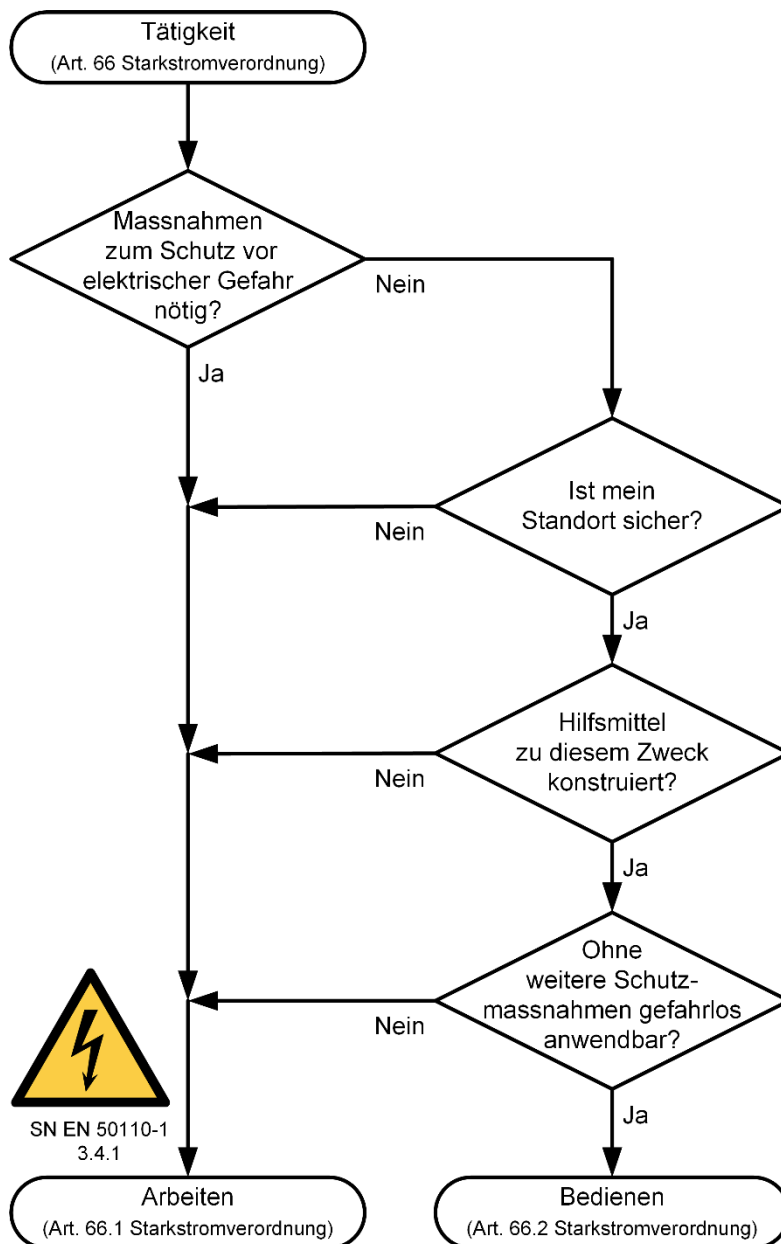 Tätigkeit
(Art. 66 Starkstromverordnung)
Massnahmen
zum Schutz vor
elektrischer Gefahr
nötig?
Nein
Ja
Ist mein
Standort sicher?
Nein
Ja
Hilfsmittel
zu diesem Zweck
konstruiert?
Nein
Ja
Ohne
weitere Schutz-
massnahmen gefahrlos
anwendbar?
Nein
Ja
SN EN 50110-1
3.4.1
Arbeiten
(Art. 66.1 Starkstromverordnung)
Bedienen
(Art. 66.2 Starkstromverordnung)